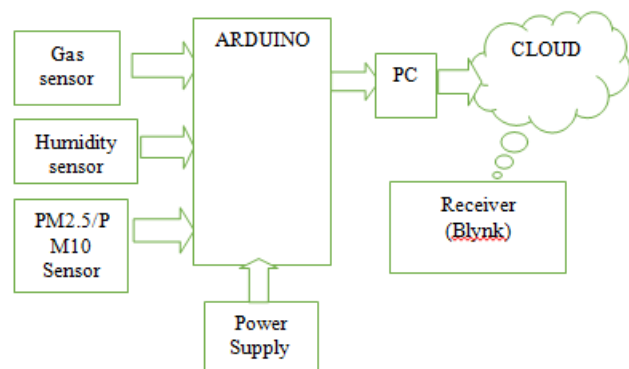 Gas
sensor
ARDUINO
PC
CLOUD
Humidity
sensor
PM2.5/P
M10
Sensor
Receiver
(Blynk)
Power
Supply